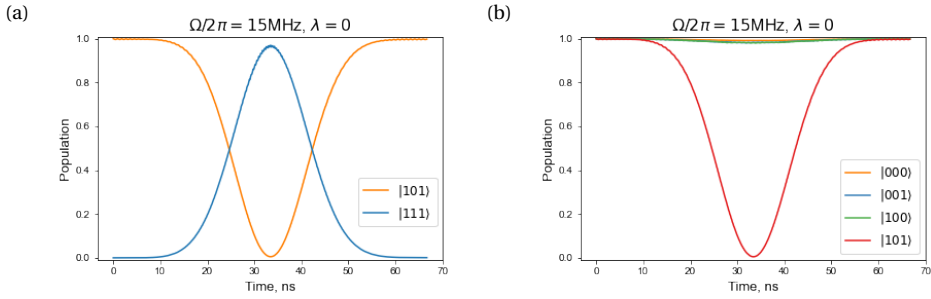 (a)
Ω/2π = 15MHz, λ = 0
1.0
0.8
0.6
0.4
0.2
0.0
Population
|101⟩
|111⟩
0 10 20 30 40 50 60 70
Time, ns
(b)
Ω/2π = 15MHz, λ = 0
1.0
0.8
0.6
0.4
0.2
0.0
Population
|000⟩
|001⟩
|100⟩
|101⟩
0 10 20 30 40 50 60 70
Time, ns